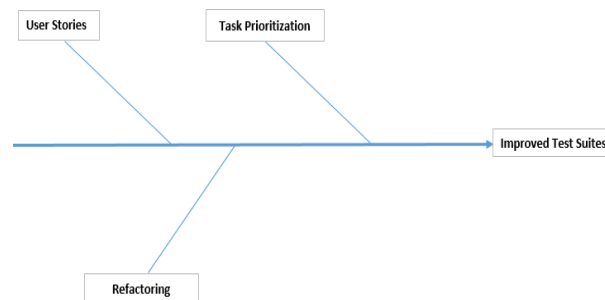 User Stories
Task Prioritization
Improved Test Suites
Refactoring